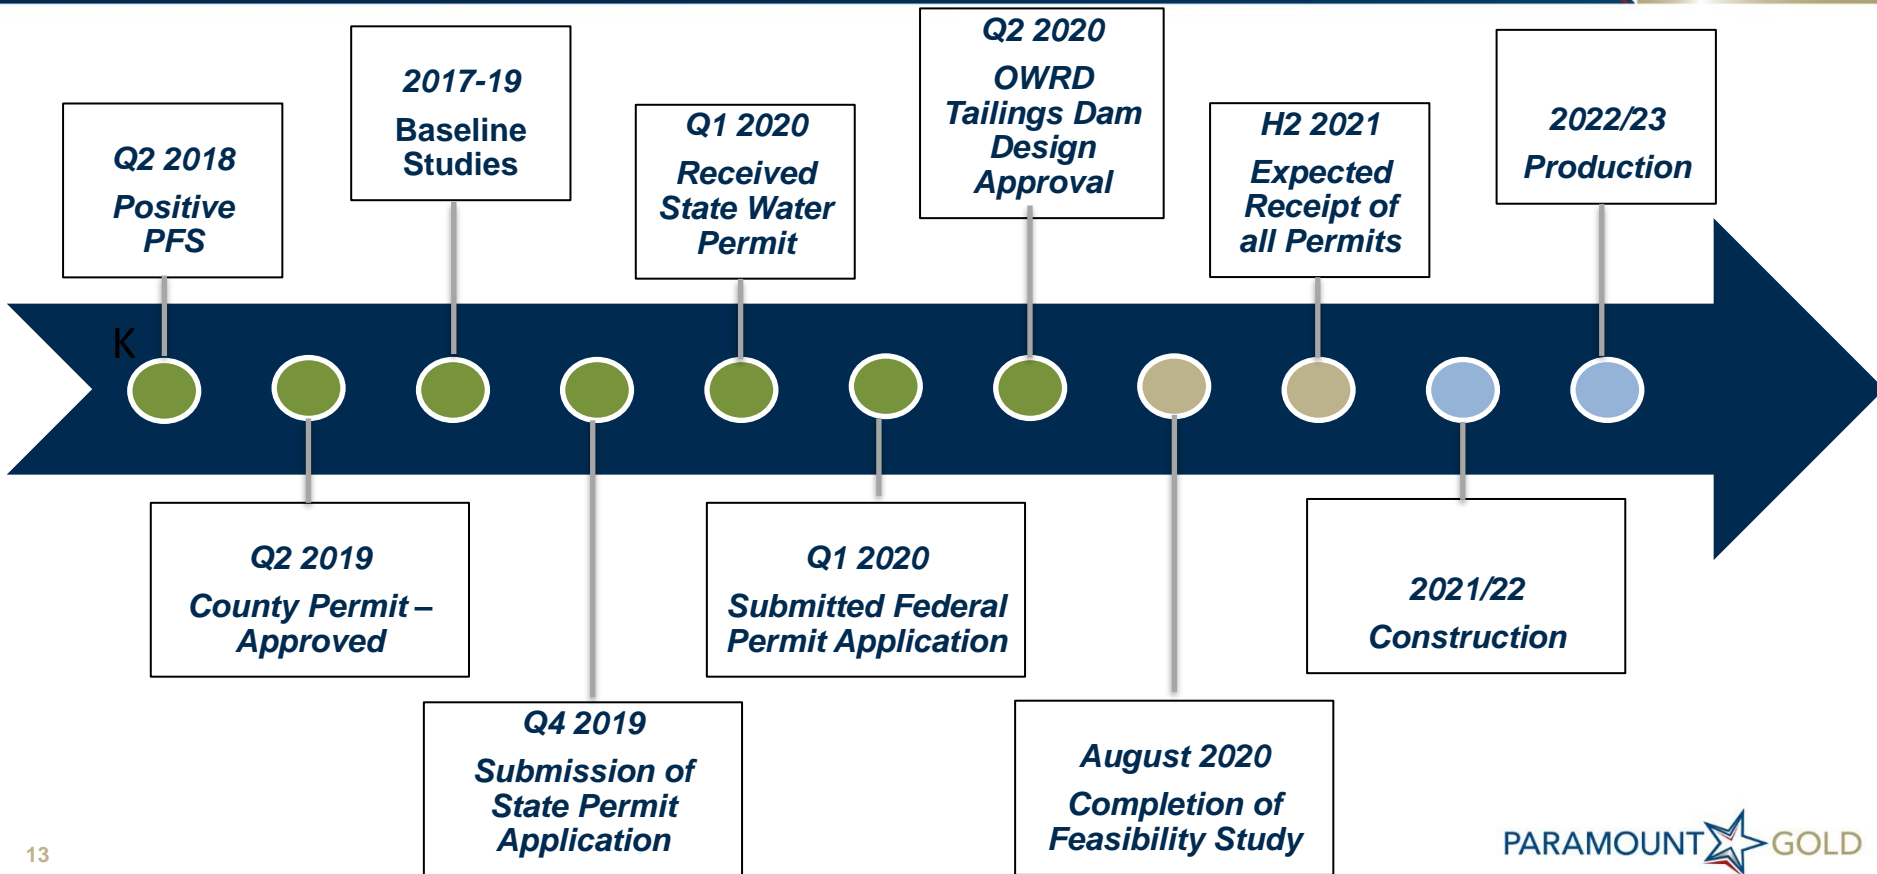 Q2 2018
Positive
PFS
2017-19
Baseline
Studies
Q1 2020
Received
State Water
Permit
Q2 2020
OWRD
Tailings Dam
Design
Approval
H2 2021
Expected
Receipt of
all Permits
2022/23
Production
K
Q2 2019
County Permit –
Approved
Q4 2019
Submission of
State Permit
Application
Q1 2020
Submitted Federal
Permit Application
August 2020
Completion of
Feasibility Study
2021/22
Construction
13
PARAMOUNT GOLD